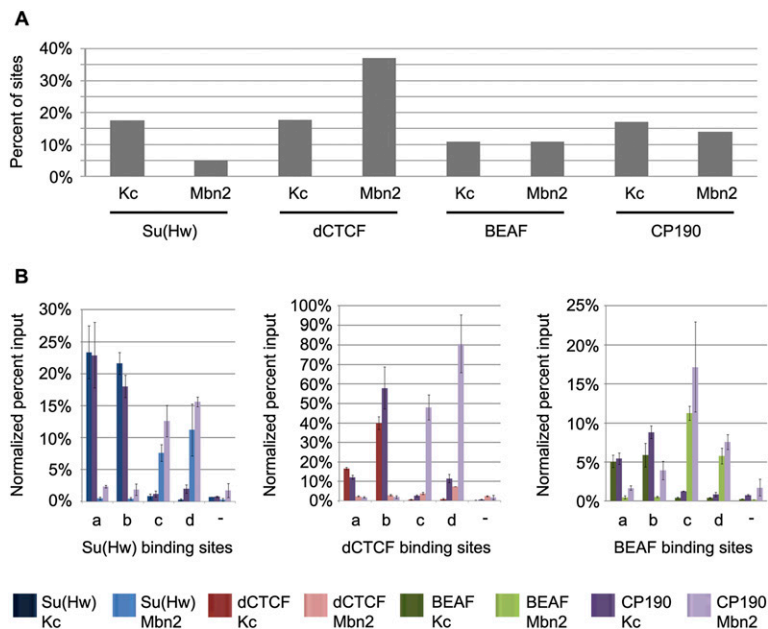 A
Percent of sites
40%
30%
20%
10%
0%
Kc Mbn2 Kc Mbn2 Kc Mbn2 Kc Mbn2
Su(Hw) dCTCF BEAF CP190
B
Normalized percent input
30%
25%
20%
15%
10%
5%
0%
a b c d -
Su(Hw) binding sites
Normalized percent input
100%
90%
80%
70%
60%
50%
40%
30%
20%
10%
0%
a b c d -
dCTCF binding sites
Normalized percent input
25%
20%
15%
10%
5%
0%
a b c d -
BEAF binding sites
Su(Hw) Kc
Su(Hw) Mbn2
dCTCF Kc
dCTCF Mbn2
BEAF Kc
BEAF Mbn2
CP190 Kc
CP190 Mbn2